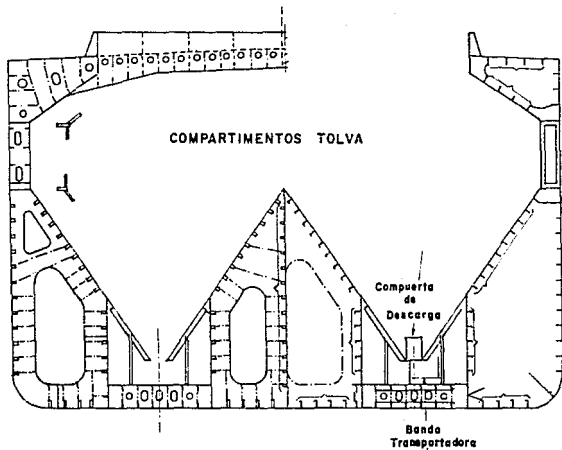 COMPARTIMENTOS TOLVA
Compuerta
de
Descarga
Banda
Transportadora